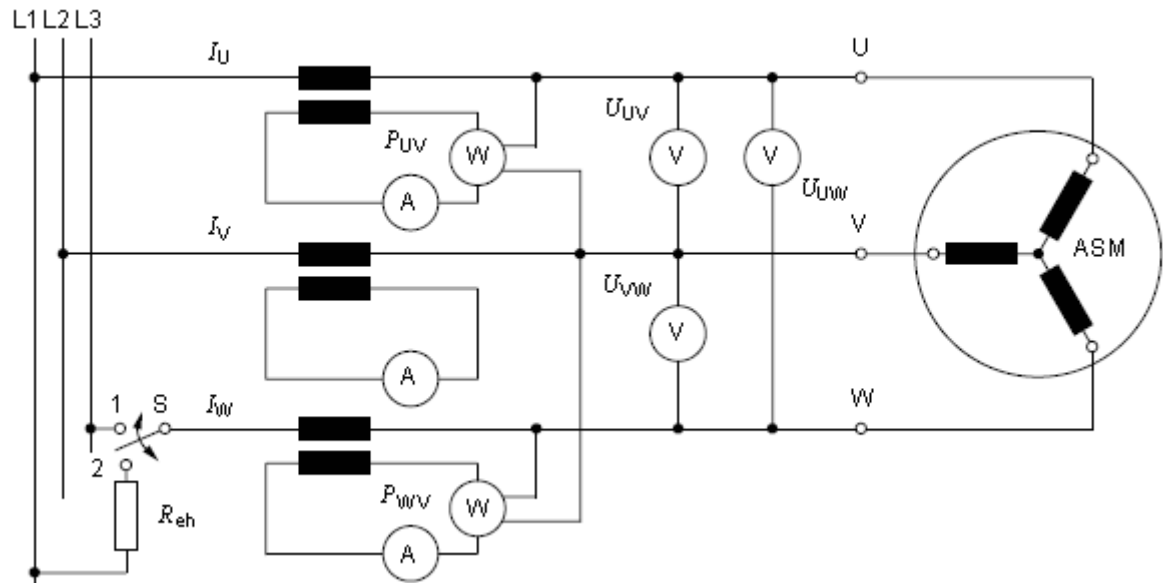 L1 L2 L3
I_U
U
P_UV
W
U_UV
V
V
A
U_UW
I_V
V
ASM
U_VW
V
A
1 S
I_W
W
2
P_WV
W
R_eh
A